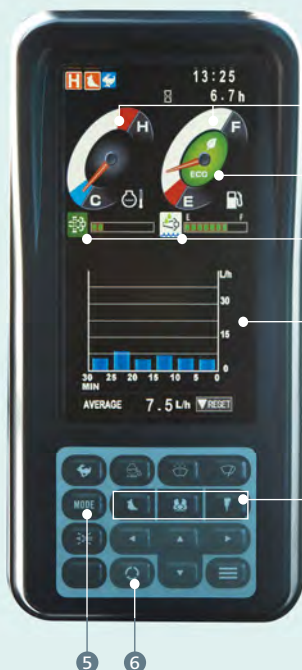 H
13:25
6.7h
H F
C E
ECO
E F
L/h
30
15
0
30 25 20 15 10 5 0
MIN
AVERAGE 7.5 L/h ▼RESET
MODE
5 6